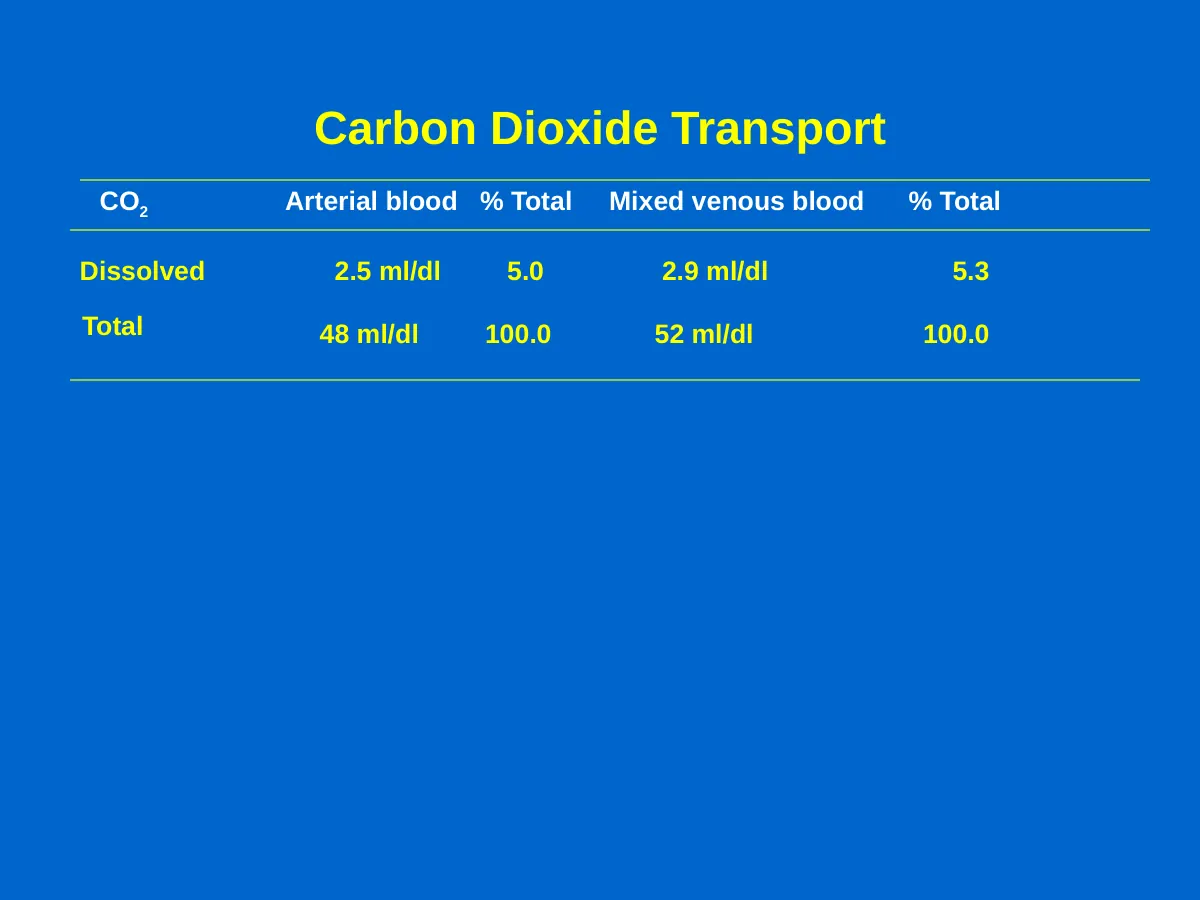 Carbon Dioxide Transport
CO₂ Arterial blood % Total Mixed venous blood % Total
Dissolved 2.5 ml/dl 5.0 2.9 ml/dl 5.3
Total 48 ml/dl 100.0 52 ml/dl 100.0